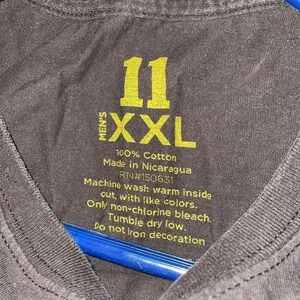 11
MEN'S
XXL
100% Cotton
Made in Nicaragua
RN#150631
Machine wash warm inside
out, with like colors.
Only non-chlorine bleach.
Tumble dry low.
Do not iron decoration